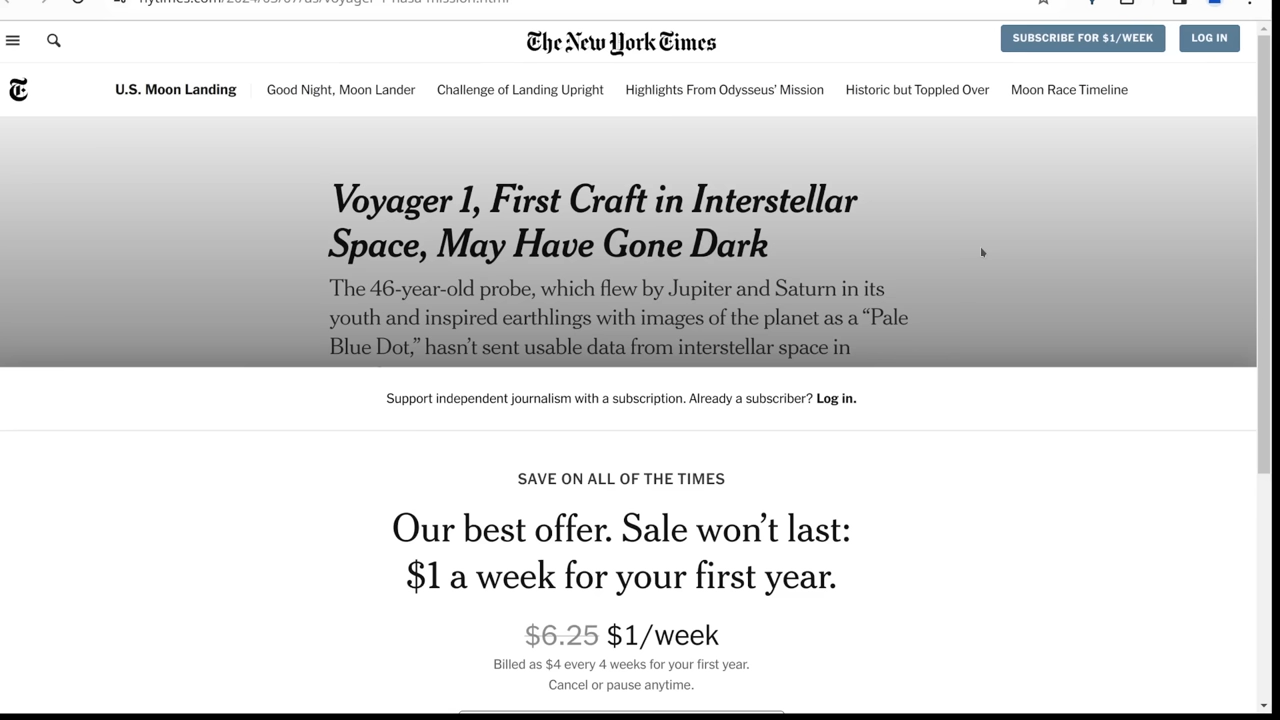 The New York Times
SUBSCRIBE FOR $1/WEEK
LOG IN
U.S. Moon Landing
Good Night, Moon Lander
Challenge of Landing Upright
Highlights From Odysseus' Mission
Historic but Toppled Over
Moon Race Timeline
Voyager 1, First Craft in Interstellar
Space, May Have Gone Dark
The 46-year-old probe, which flew by Jupiter and Saturn in its
youth and inspired earthlings with images of the planet as a “Pale
Blue Dot,” hasn’t sent usable data from interstellar space in
Support independent journalism with a subscription. Already a subscriber? Log in.
SAVE ON ALL OF THE TIMES
Our best offer. Sale won’t last:
$1 a week for your first year.
$6.25 $1/week
Billed as $4 every 4 weeks for your first year.
Cancel or pause anytime.